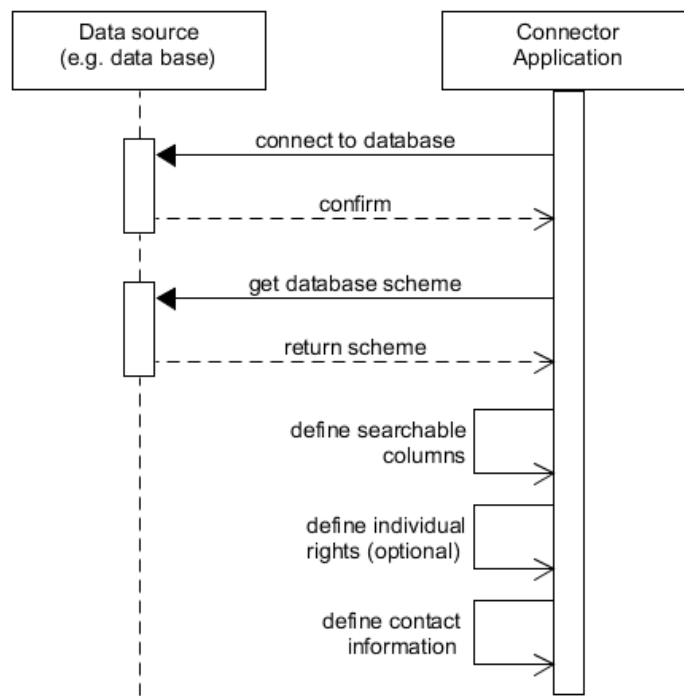 Data source
(e.g. data base)
Connector
Application
connect to database
confirm
get database scheme
return scheme
define searchable
columns
define individual
rights (optional)
define contact
information